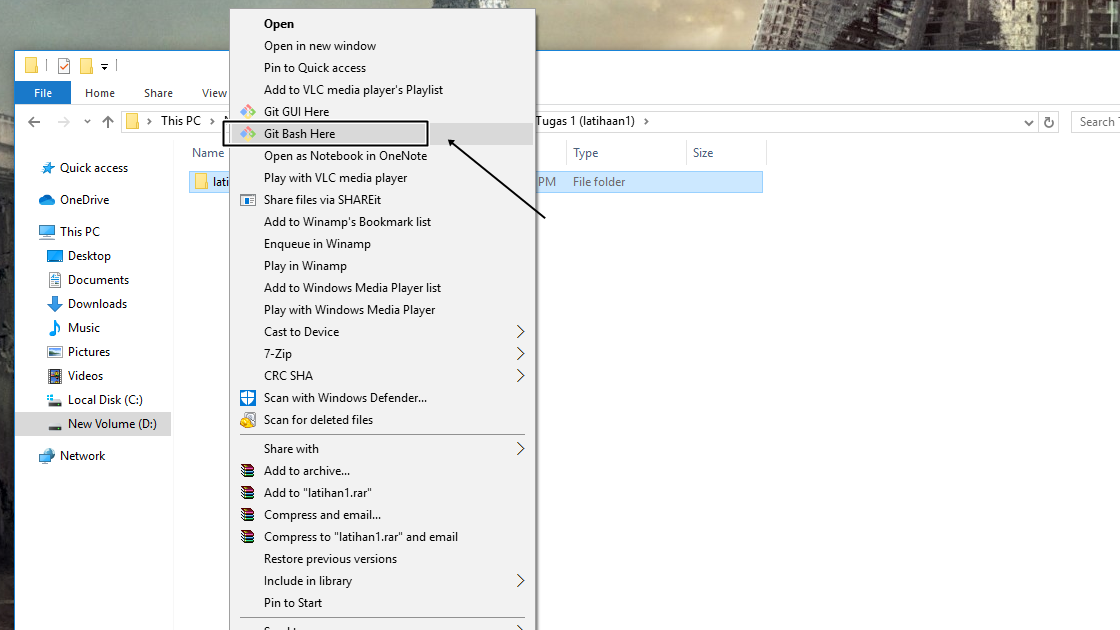 File
Home
Share
View
This PC
Tugas 1 (latihaan1)
Search
Name
Type
Size
lati
PM
File folder
Quick access
OneDrive
This PC
Desktop
Documents
Downloads
Music
Pictures
Videos
Local Disk (C:)
New Volume (D:)
Network
Open
Open in new window
Pin to Quick access
Add to VLC media player's Playlist
Git GUI Here
Git Bash Here
Open as Notebook in OneNote
Play with VLC media player
Share files via SHAREit
Add to Winamp's Bookmark list
Enqueue in Winamp
Play in Winamp
Add to Windows Media Player list
Play with Windows Media Player
Cast to Device
7-Zip
CRC SHA
Scan with Windows Defender...
Scan for deleted files
Share with
Add to archive...
Add to "latihan1.rar"
Compress and email...
Compress to "latihan1.rar" and email
Restore previous versions
Include in library
Pin to Start